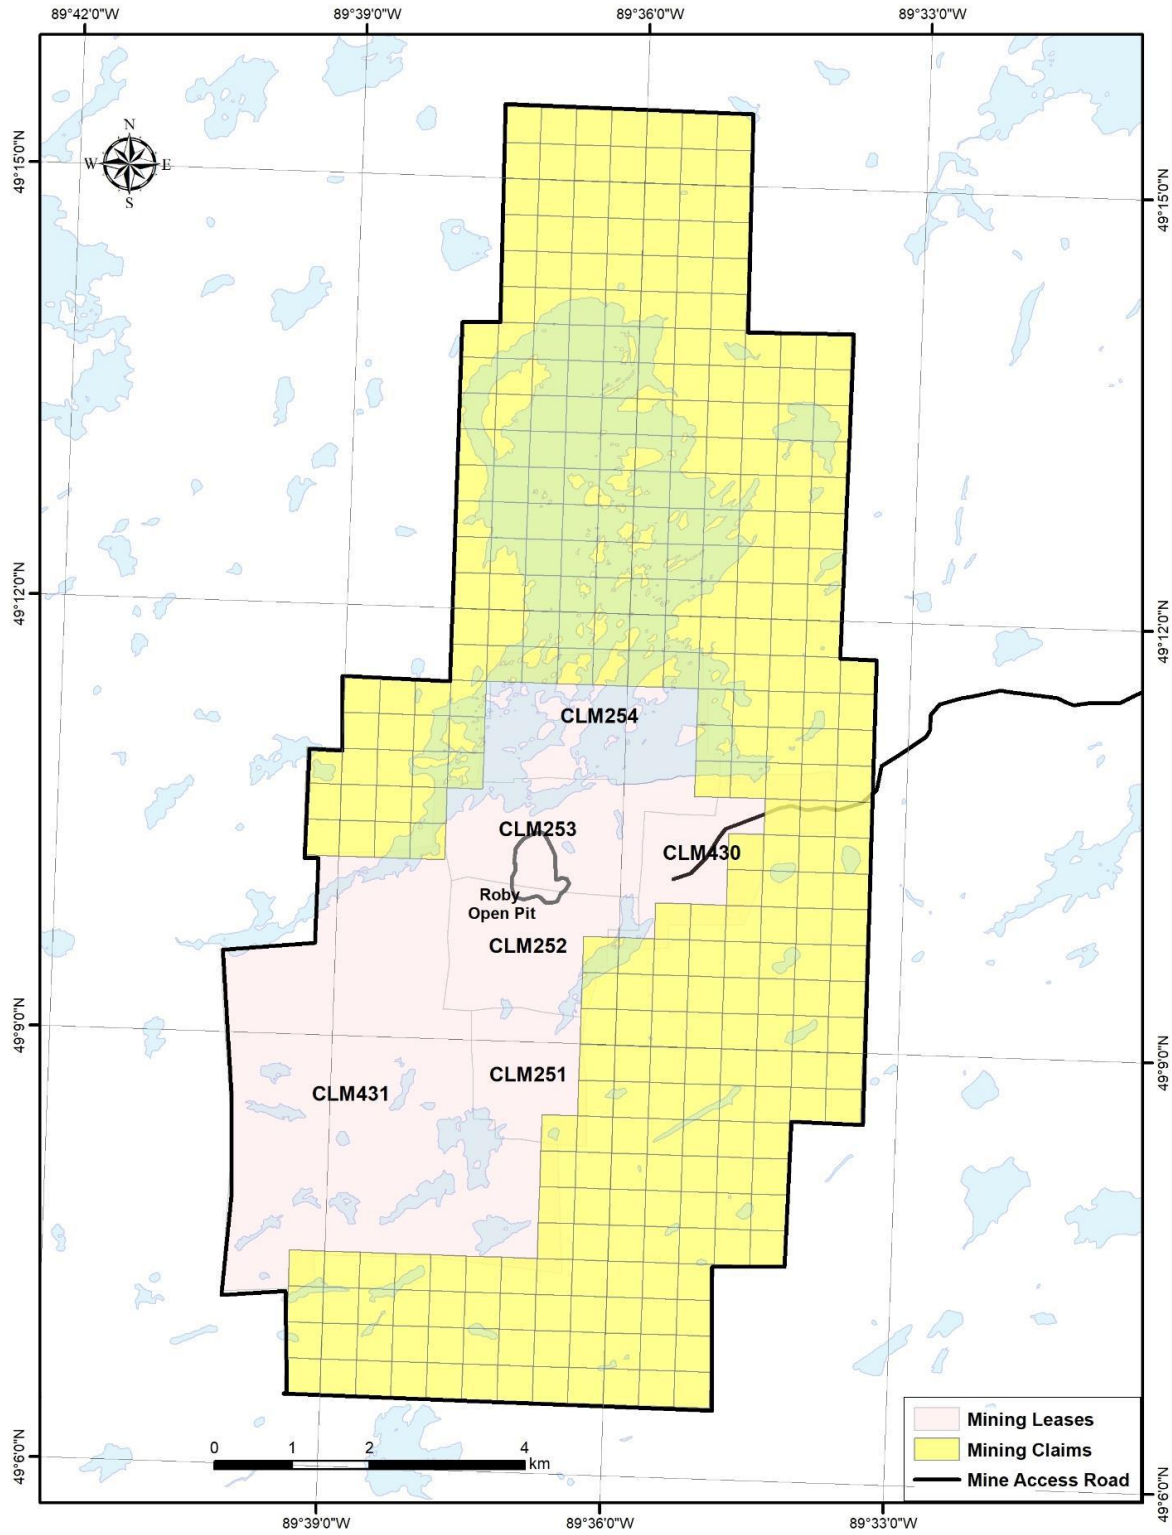 89°42'0"W 89°39'0"W 89°36'0"W 89°33'0"W
N
W E
S
49°15'0"N
49°15'0"N
49°12'0"N
49°12'0"N
CLM254
CLM253
CLM430
Roby
Open Pit
CLM252
49°9'0"N
49°9'0"N
CLM251
CLM431
Mining Leases
Mining Claims
Mine Access Road
0 1 2 4
km
49°6'0"N
49°6'0"N
89°39'0"W 89°36'0"W 89°33'0"W